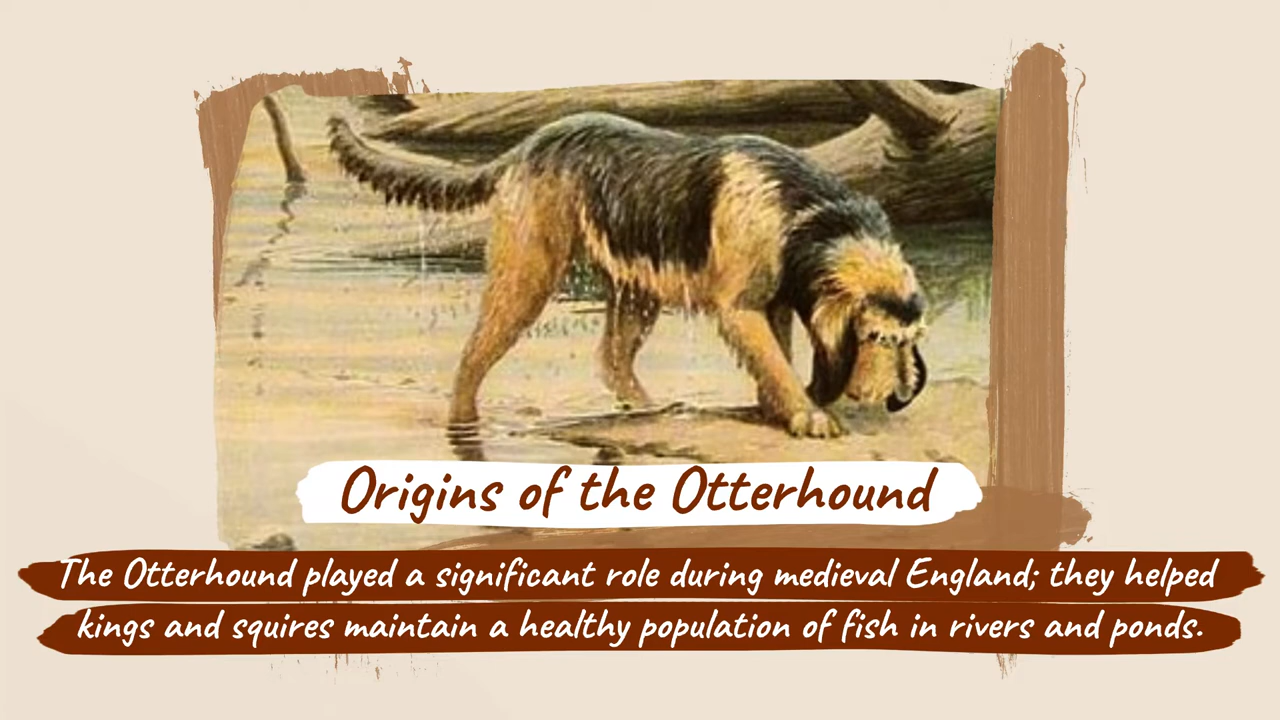 Origins of the Otterhound
The Otterhound played a significant role during medieval England; they helped
kings and squires maintain a healthy population of fish in rivers and ponds.